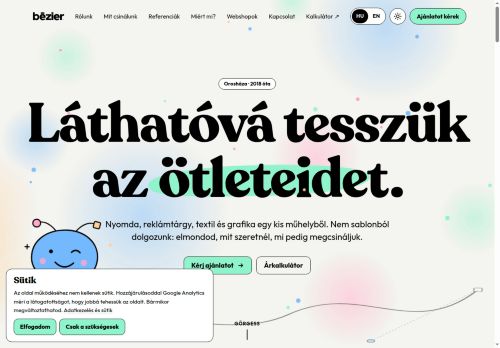 bézier Rólunk Mit csinálunk Referenciák Miért mi? Webshopok Kapcsolat Kalkulátor ↗ HU EN Ajánlatot kérek
Orosháza · 2018 óta
Láthatóvá tesszük
az ötleteidet.
Nyomda, reklámtárgy, textil és grafika egy kis műhelyből. Nem sablonból
dolgozunk: elmondod, mit szeretnél, mi pedig megcsináljuk.
Kérj ajánlatot → Árkalkulátor
Sütik
Az oldal működéséhez nem kellenek sütik. Hozzájárulásoddal Google Analytics
méri a látogatottságot, hogy jobbá tehessük az oldalt. Bármikor
megváltoztathatod. Adatkezelés és sütik
Elfogadom Csak a szükségesek
GÖRGESS